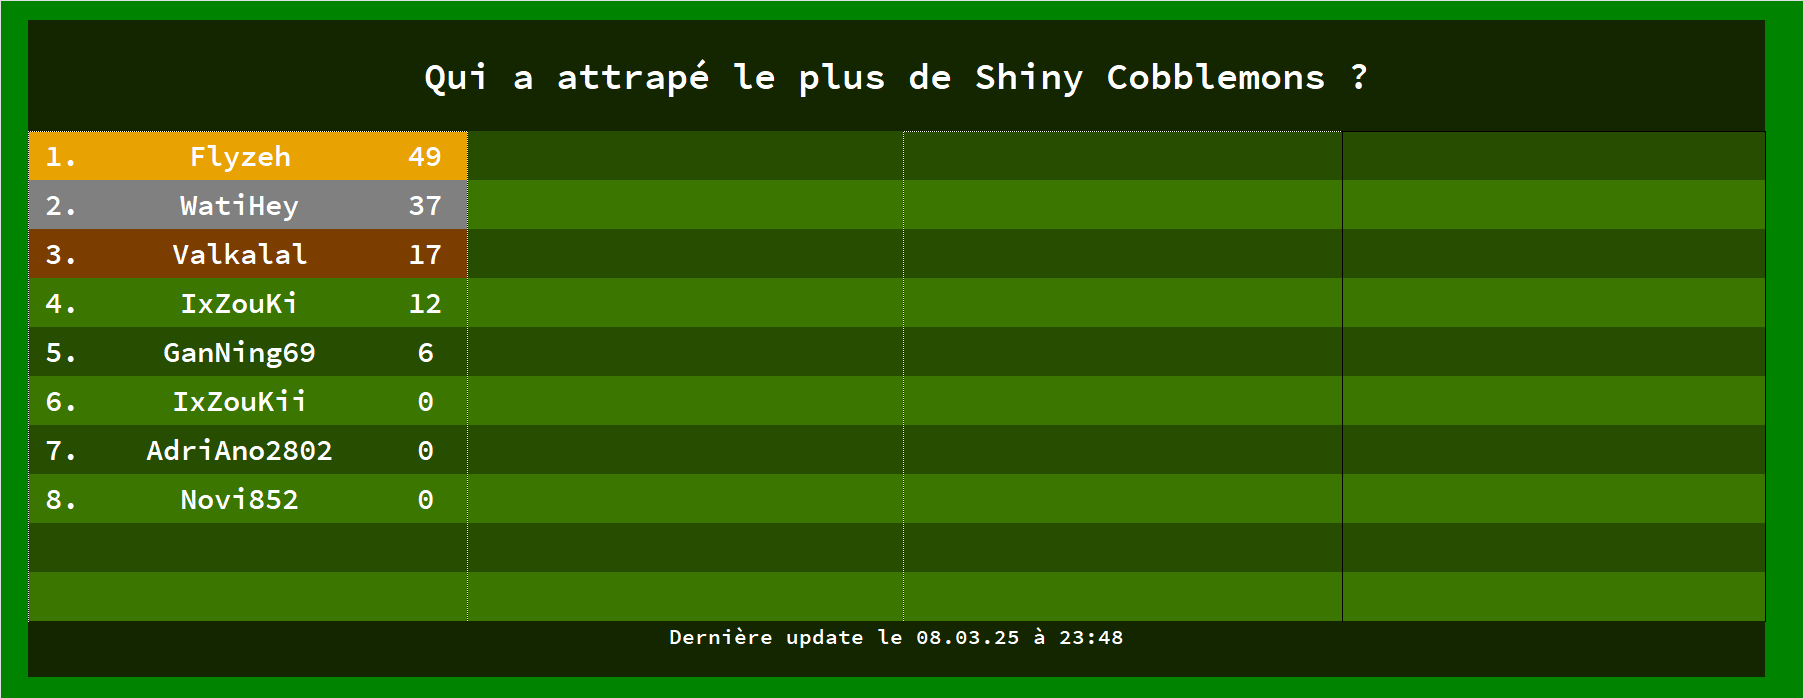 Qui a attrapé le plus de Shiny Cobblemons ?
1. Flyzeh 49
2. WatiHey 37
3. Valkalal 17
4. IxZouKi 12
5. GanNing69 6
6. IxZouKii 0
7. AdriAno2802 0
8. Novi852 0
Dernière update le 08.03.25 à 23:48